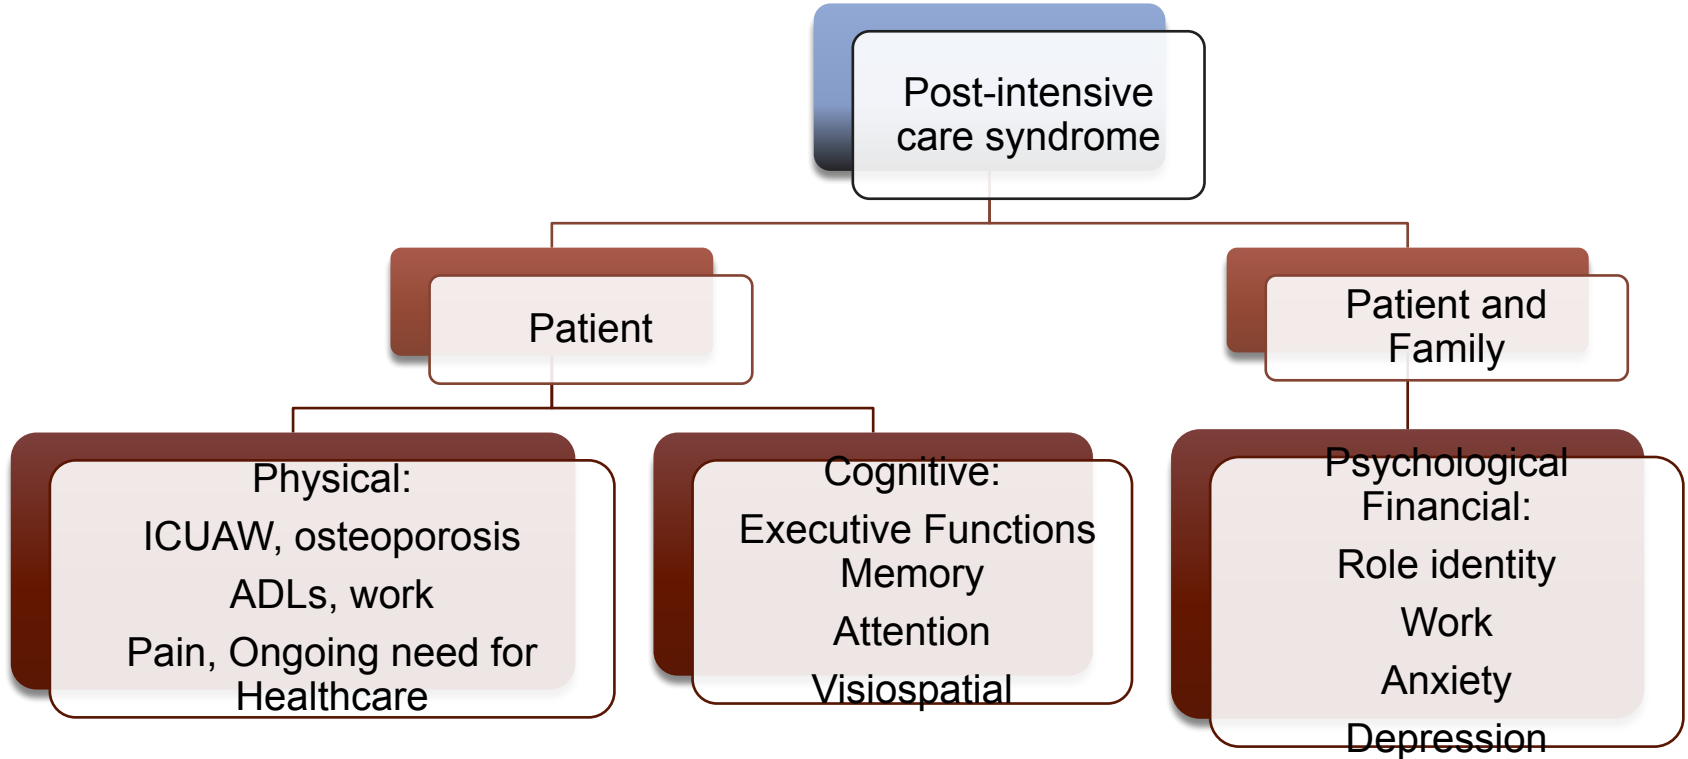 Post-intensive
care syndrome
Patient
Patient and
Family
Physical:
ICUAW, osteoporosis
ADLs, work
Pain, Ongoing need for
Healthcare
Cognitive:
Executive Functions
Memory
Attention
Visiospatial
Psychological
Financial:
Role identity
Work
Anxiety
Depression